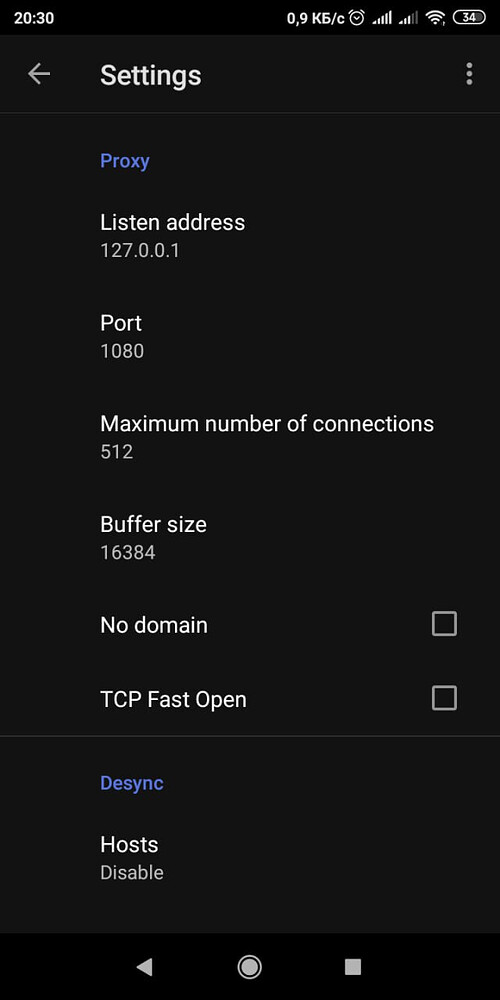 20:30
0,9 КБ/с
34
Settings
Proxy
Listen address
127.0.0.1
Port
1080
Maximum number of connections
512
Buffer size
16384
No domain
TCP Fast Open
Desync
Hosts
Disable